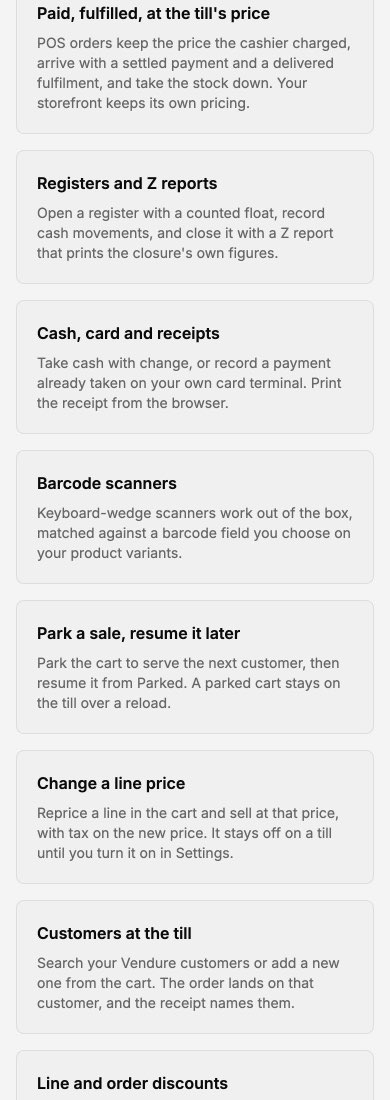 Paid, fulfilled, at the till's price
POS orders keep the price the cashier charged,
arrive with a settled payment and a delivered
fulfilment, and take the stock down. Your
storefront keeps its own pricing.
Registers and Z reports
Open a register with a counted float, record
cash movements, and close it with a Z report
that prints the closure's own figures.
Cash, card and receipts
Take cash with change, or record a payment
already taken on your own card terminal. Print
the receipt from the browser.
Barcode scanners
Keyboard-wedge scanners work out of the box,
matched against a barcode field you choose on
your product variants.
Park a sale, resume it later
Park the cart to serve the next customer, then
resume it from Parked. A parked cart stays on
the till over a reload.
Change a line price
Reprice a line in the cart and sell at that price,
with tax on the new price. It stays off on a till
until you turn it on in Settings.
Customers at the till
Search your Vendure customers or add a new
one from the cart. The order lands on that
customer, and the receipt names them.
Line and order discounts